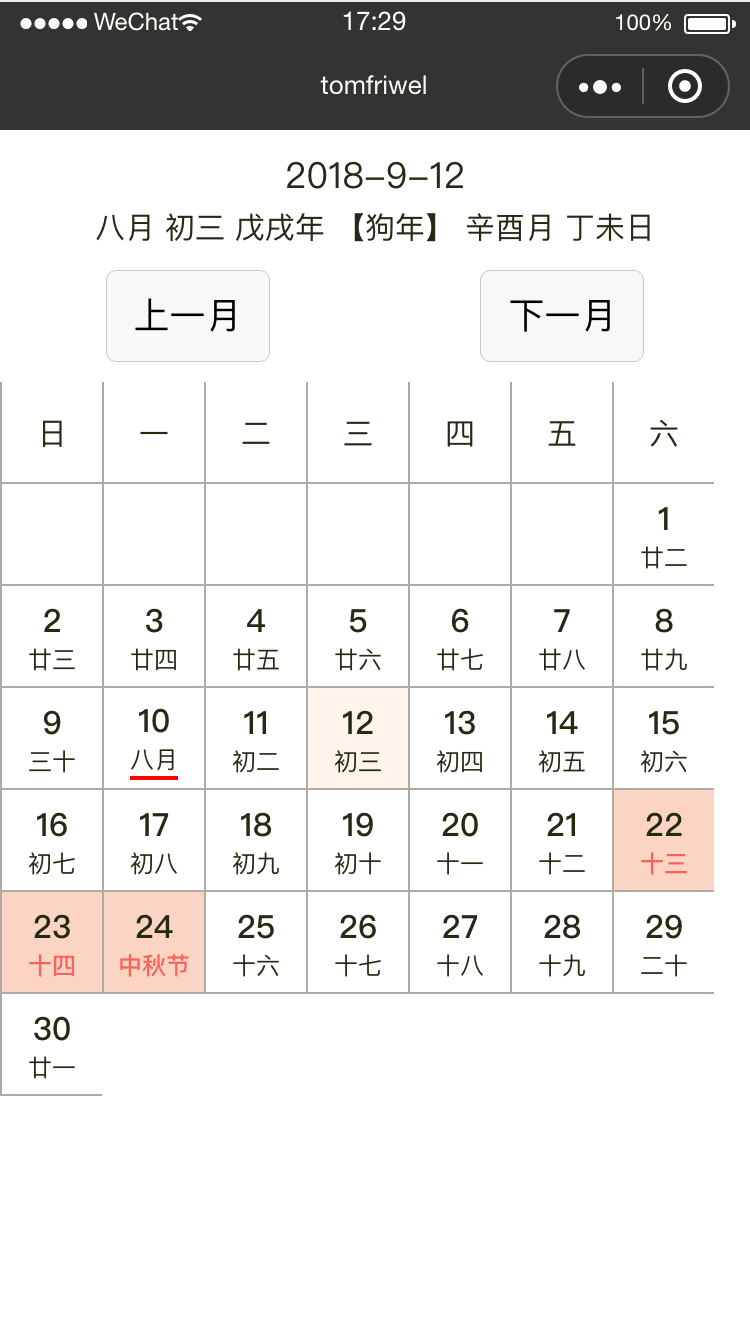 WeChat 17:29 100%
tomfriwel
2018-9-12
八月 初三 戊戌年 【狗年】 辛酉月 丁未日
上一月 下一月
日 一 二 三 四 五 六
1
廿二
2 3 4 5 6 7 8
廿三 廿四 廿五 廿六 廿七 廿八 廿九
9 10 11 12 13 14 15
三十 八月 初二 初三 初四 初五 初六
16 17 18 19 20 21 22
初七 初八 初九 初十 十一 十二 十三
23 24 25 26 27 28 29
十四 中秋节 十六 十七 十八 十九 二十
30
廿一